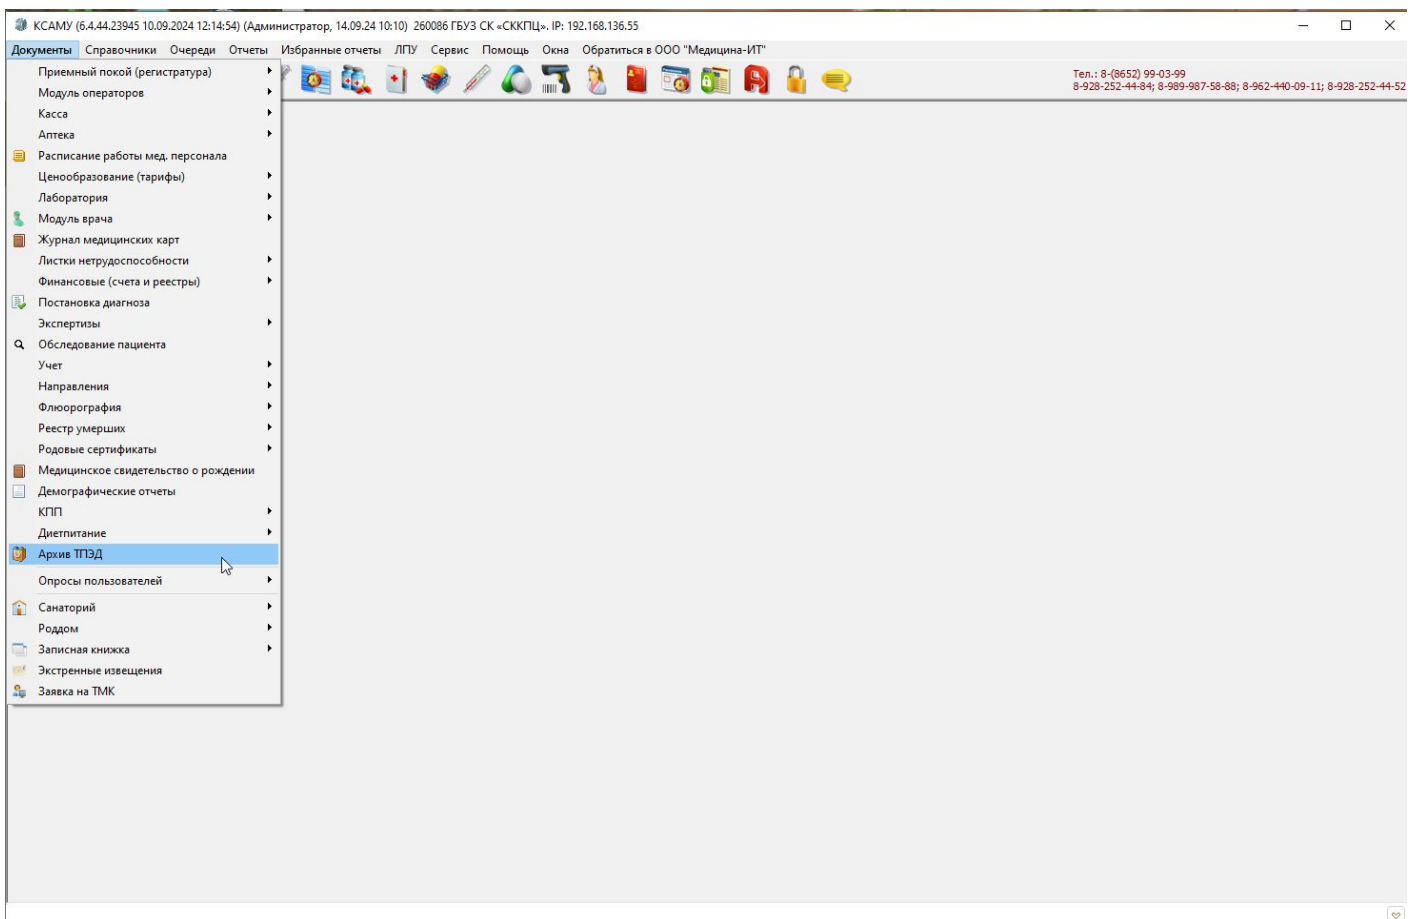 КСАМУ (6.4.44.23945 10.09.2024 12:14:54) (Администратор, 14.09.24 10:10) 260086 ГБУЗ СК «СККПЦ». IP: 192.168.136.55
Документы Справочники Очереди Отчеты Избранные отчеты ЛПУ Сервис Помощь Окна Обратиться в ООО "Медицина-ИТ"
Тел.: 8-(8652) 99-03-99
8-928-252-44-84; 8-989-987-58-88; 8-962-440-09-11; 8-928-252-44-52
Приемный покой (регистратура)
Модуль операторов
Касса
Аптека
Расписание работы мед. персонала
Ценообразование (тарифы)
Лаборатория
Модуль врача
Журнал медицинских карт
Листки нетрудоспособности
Финансовые (счета и реестры)
Постановка диагноза
Экспертизы
Обследование пациента
Учет
Направления
Флюорография
Реестр умерших
Родовые сертификаты
Медицинское свидетельство о рождении
Демографические отчеты
КПП
Диетпитание
Архив ТПЭД
Опросы пользователей
Санаторий
Роддом
Записная книжка
Экстренные извещения
Заявка на ТМК